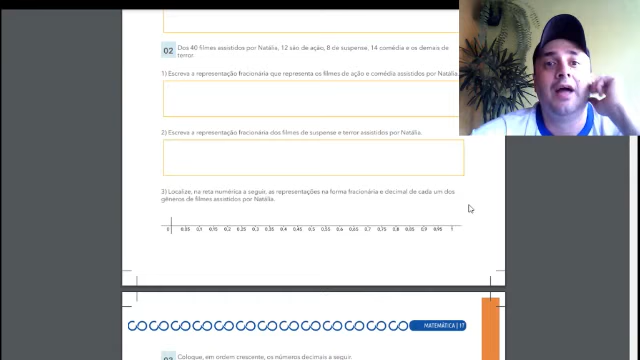 02 Dos 40 filmes assistidos por Natália, 12 são de ação, 8 de suspense, 14 comédia e os demais de
terror.
1) Escreva a representação fracionária que representa os filmes de ação e comédia assistidos por Natália.
2) Escreva a representação fracionária dos filmes de suspense e terror assistidos por Natália.
3) Localize, na reta numérica a seguir, as representações na forma fracionária e decimal de cada um dos
gêneros de filmes assistidos por Natália.
0 0,05 0,1 0,15 0,2 0,25 0,3 0,35 0,4 0,45 0,5 0,55 0,6 0,65 0,7 0,75 0,8 0,85 0,9 0,95 1
MATEMÁTICA | 17
03 Coloque, em ordem crescente, os números decimais a seguir.